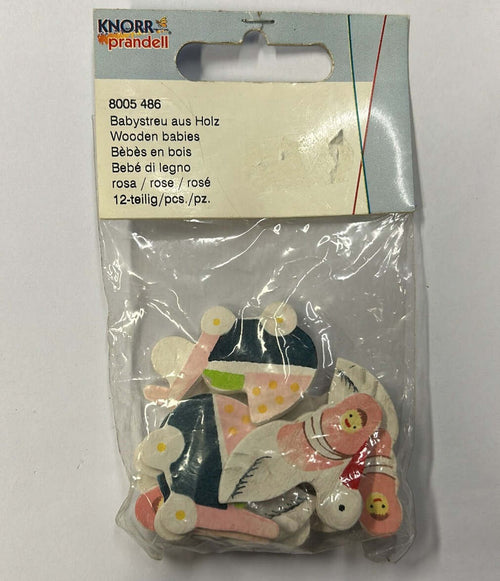 KNORR
prandell
8005 486
Babystreu aus Holz
Wooden babies
Bèbès en bois
Bebé di legno
rosa / rose / rosé
12-teilig/pcs./pz.